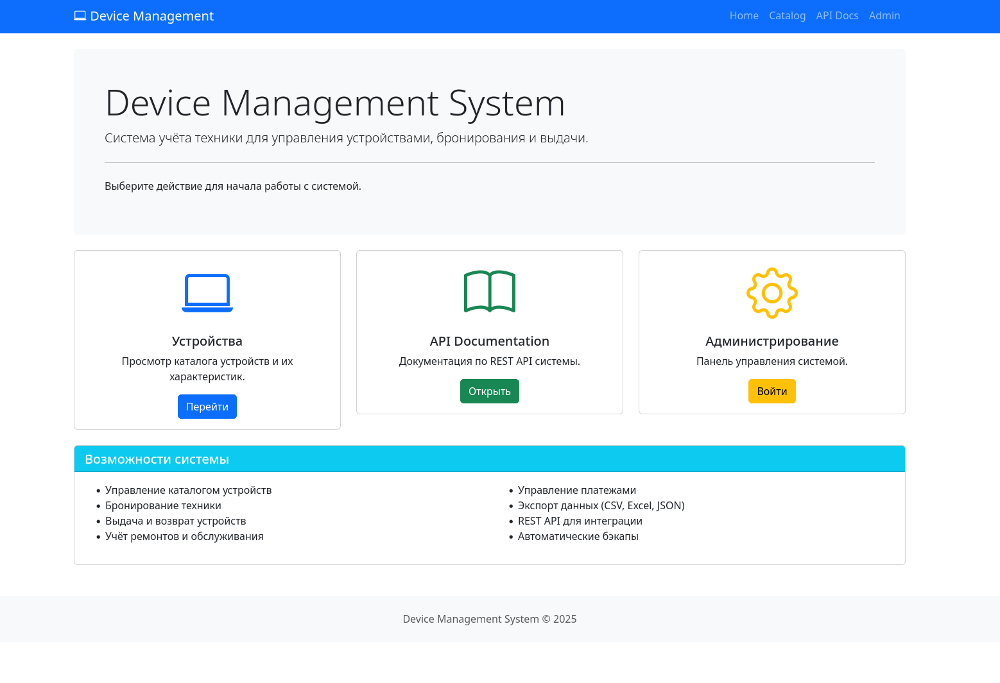 Device Management
Home Catalog API Docs Admin
Device Management System
Система учёта техники для управления устройствами, бронирования и выдачи.
Выберите действие для начала работы с системой.
Устройства
Просмотр каталога устройств и их
характеристик.
Перейти
API Documentation
Документация по REST API системы.
Открыть
Администрирование
Панель управления системой.
Войти
Возможности системы
• Управление каталогом устройств
• Бронирование техники
• Выдача и возврат устройств
• Учёт ремонтов и обслуживания
• Управление платежами
• Экспорт данных (CSV, Excel, JSON)
• REST API для интеграции
• Автоматические бэкапы
Device Management System © 2025